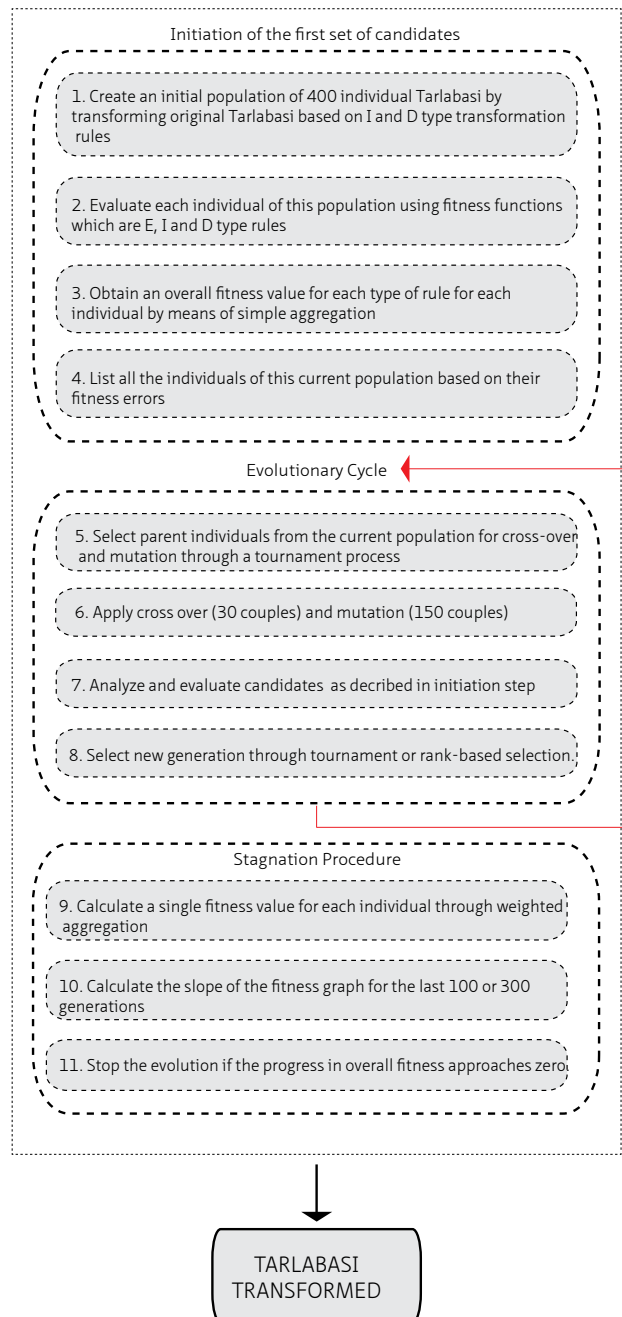 Initiation of the first set of candidates
1. Create an initial population of 400 individual Tarlabasi by
transforming original Tarlabasi based on I and D type transformation
rules
2. Evaluate each individual of this population using fitness functions
which are E, I and D type rules
3. Obtain an overall fitness value for each type of rule for each
individual by means of simple aggregation
4. List all the individuals of this current population based on their
fitness errors
Evolutionary Cycle
5. Select parent individuals from the current population for cross-over
and mutation through a tournament process
6. Apply cross over (30 couples) and mutation (150 couples)
7. Analyze and evaluate candidates as decribed in initiation step
8. Select new generation through tournament or rank-based selection.
Stagnation Procedure
9. Calculate a single fitness value for each individual through weighted
aggregation
10. Calculate the slope of the fitness graph for the last 100 or 300
generations
11. Stop the evolution if the progress in overall fitness approaches zero.
TARLABASI
TRANSFORMED